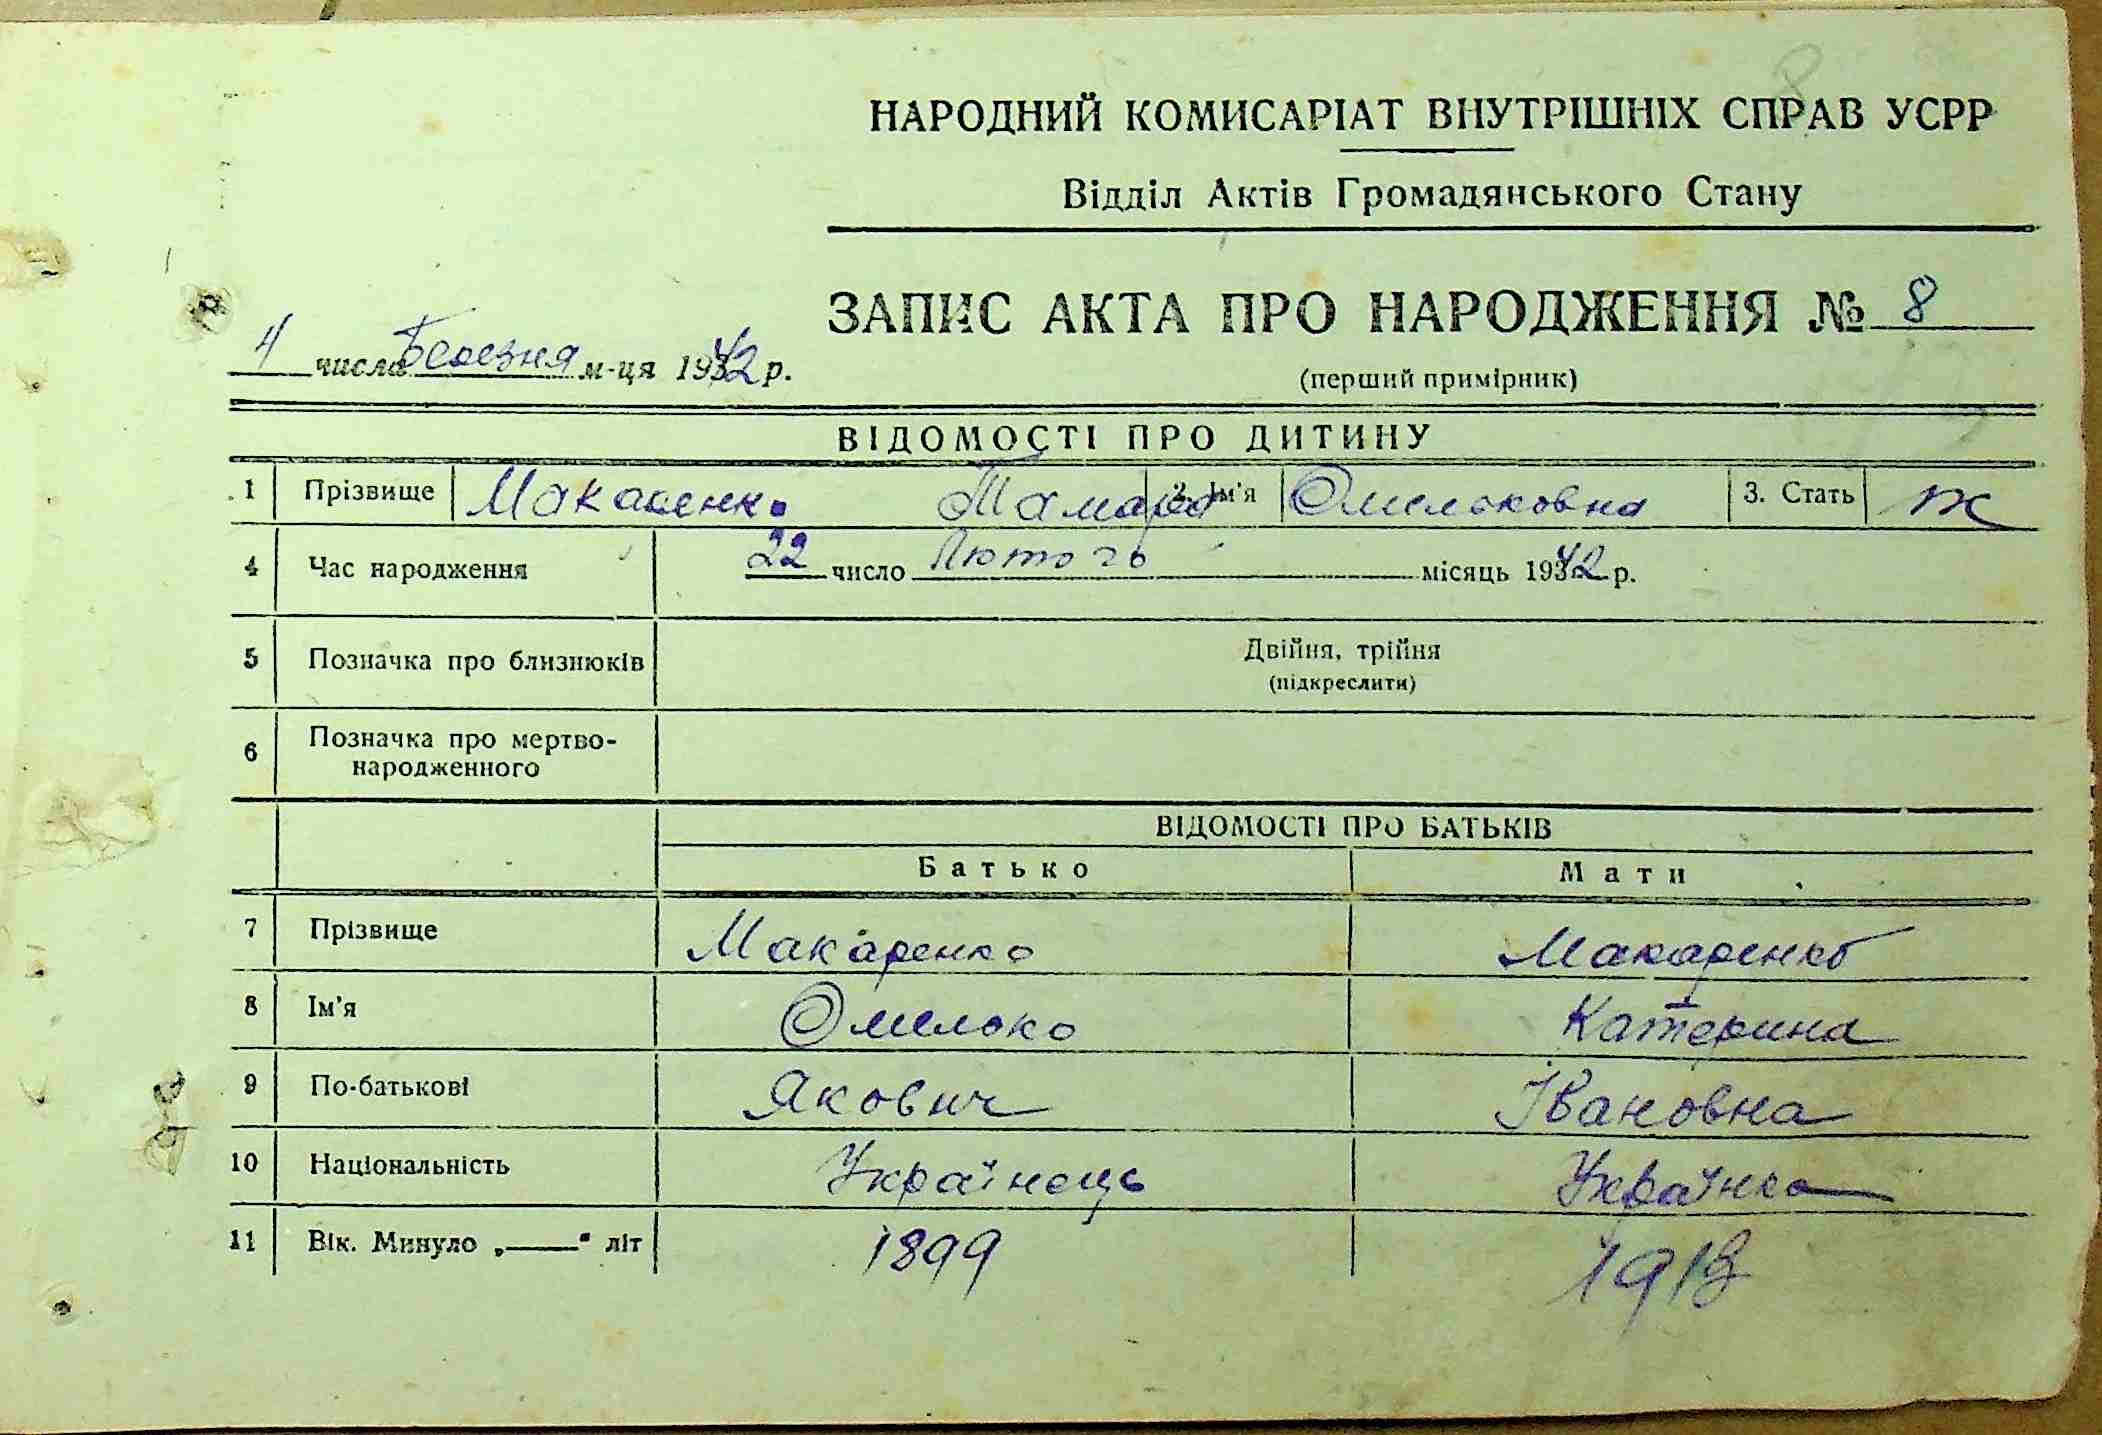 8
НАРОДНИЙ КОМИСАРІАТ ВНУТРІШНІХ СПРАВ УСРР
Відділ Актів Громадянського Стану
ЗАПИС АКТА ПРО НАРОДЖЕННЯ № 8
4 числа Березня м-ця 1942 р.
(перший примірник)
ВІДОМОСТІ ПРО ДИТИНУ
1 Прізвище Макаренко Тамара 2. Ім'я Омельковна 3. Стать ж
4 Час народження 22 число Лютого місяць 1942 р.
5 Позначка про близнюків Двійня, трійня
(підкреслити)
6 Позначка про мертво-
народженного
ВІДОМОСТІ ПРО БАТЬКІВ
Батько Мати
7 Прізвище Макаренко Макаренко
8 Ім'я Омелько Катерина
9 По-батькові Якович Івановна
10 Національність Українець Українка
11 Вік. Минуло „——“ літ 1899